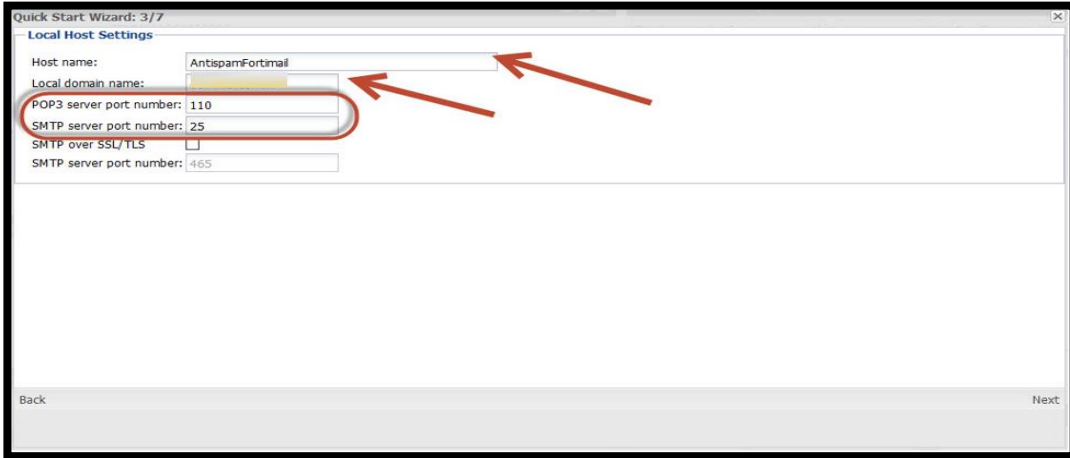 Quick Start Wizard: 3/7
Local Host Settings
Host name: AntispamFortimail
Local domain name:
POP3 server port number: 110
SMTP server port number: 25
SMTP over SSL/TLS
SMTP server port number: 465
Back Next